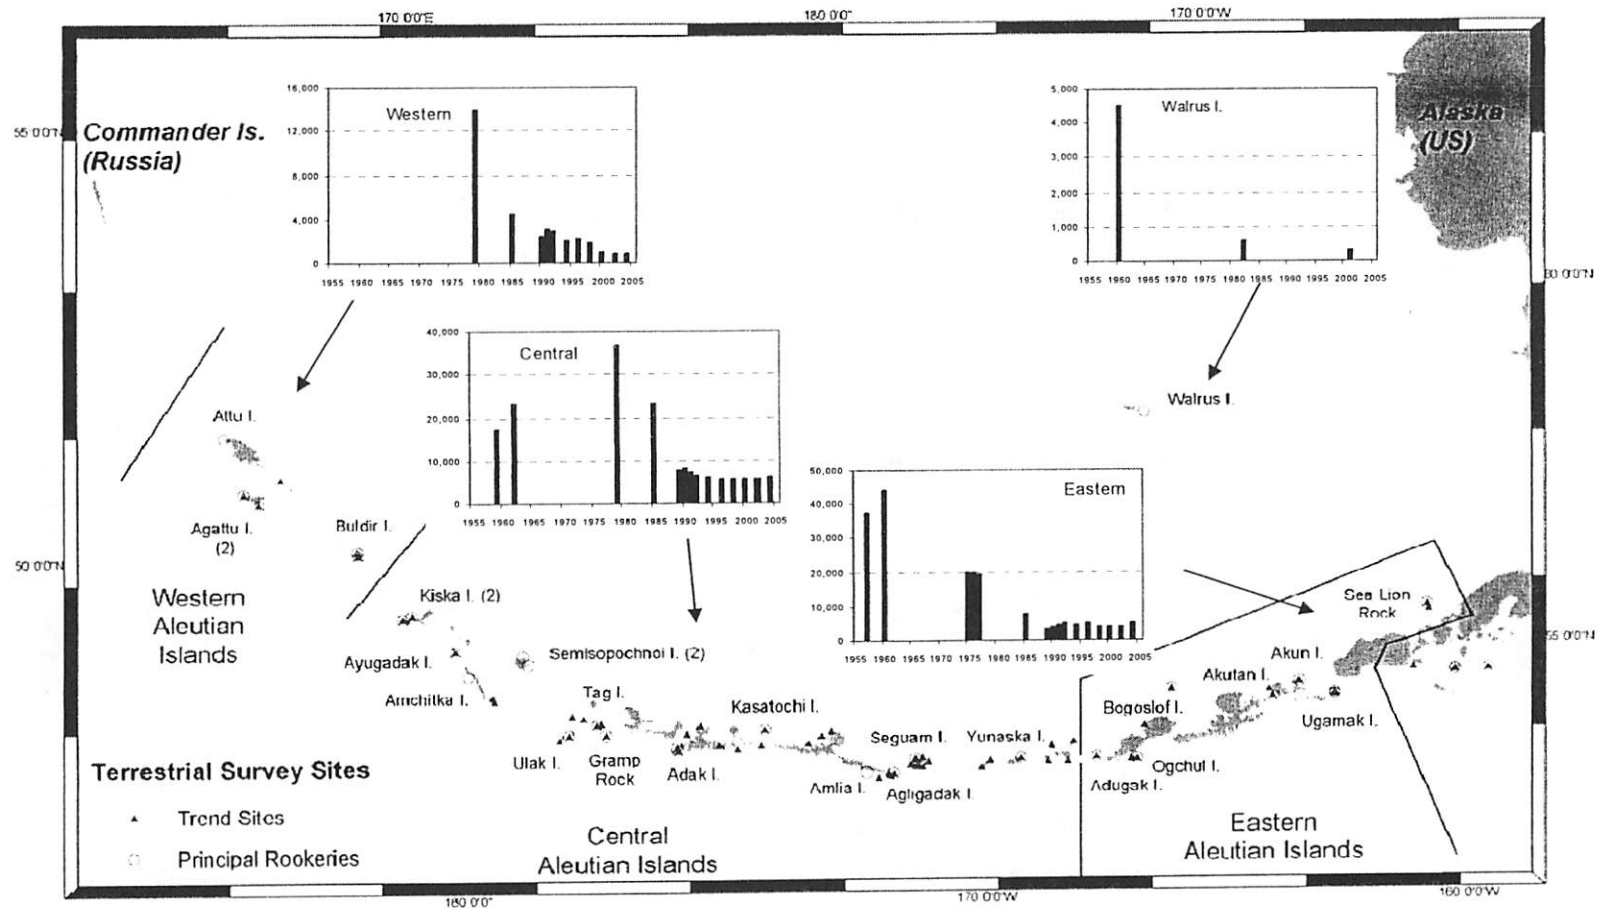 170 0'0"E
180 0'0"
170 0'0"W
55 0'0"N
Commander Is.
(Russia)
Alaska
(US)
Western
16,000
12,000
8,000
4,000
0
1955 1960 1965 1970 1975 1980 1985 1990 1995 2000 2005
Walrus I.
5,000
4,000
3,000
2,000
1,000
0
1955 1960 1965 1970 1975 1980 1985 1990 1995 2000 2005
60 0'0"N
Central
40,000
30,000
20,000
10,000
0
1955 1960 1965 1970 1975 1980 1985 1990 1995 2000 2005
Walrus I.
Attu I.
Agattu I.
(2)
Buldir I.
Eastern
50,000
40,000
30,000
20,000
10,000
0
1955 1960 1965 1970 1975 1980 1985 1990 1995 2000 2005
50 0'0"N
Western
Aleutian
Islands
Kiska I. (2)
Ayugadak I.
Amchitka I.
Semisopochnoi I. (2)
Sea Lion
Rock
55 0'0"N
Akun I.
Akutan I.
Bogoslof I.
Ugamak I.
Tag I.
Kasatochi I.
Seguam I.
Yunaska I.
Ulak I.
Gramp
Rock
Adak I.
Amlia I.
Agligadak I.
Adugak I.
Ogchul I.
Terrestrial Survey Sites
Trend Sites
Principal Rookeries
Central
Aleutian Islands
Eastern
Aleutian Islands
180 0'0"
170 0'0"W
160 0'0"W